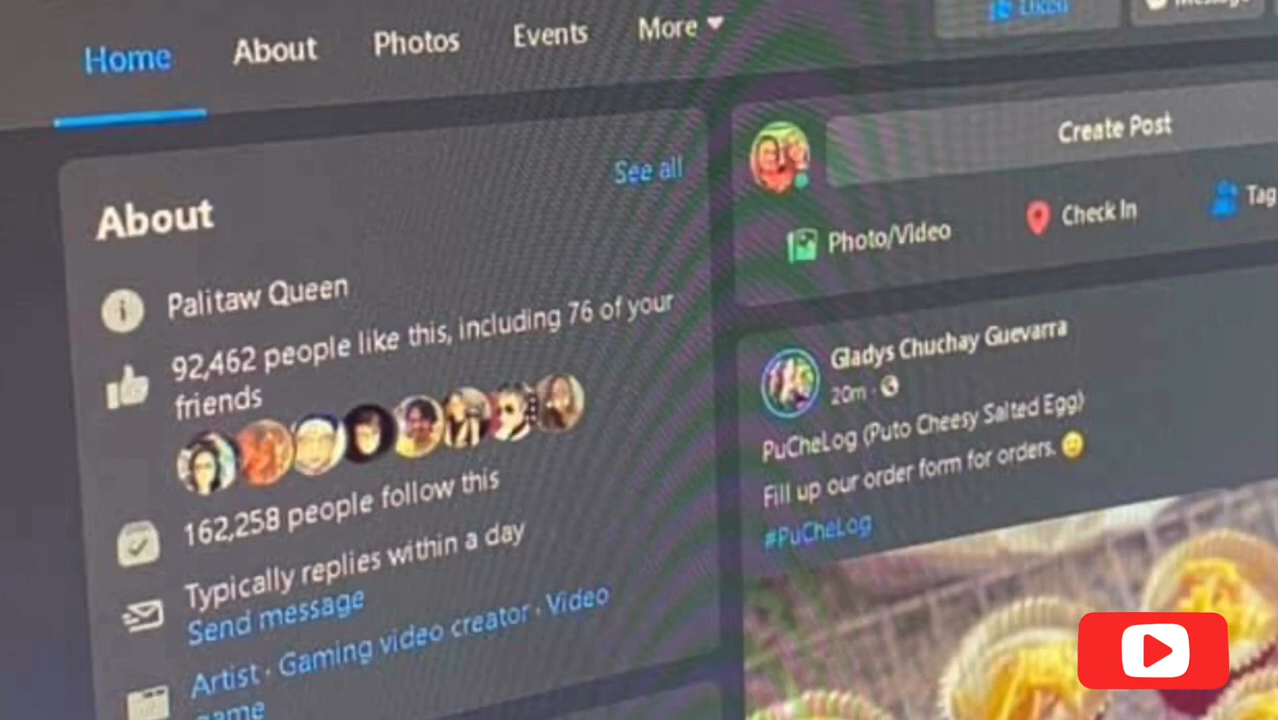 Home About Photos Events More
Liked
Message
About
See all
Palitaw Queen
92,462 people like this, including 76 of your
friends
162,258 people follow this
Typically replies within a day
Send message
Artist · Gaming video creator · Video
game
Create Post
Photo/Video Check In Tag
Gladys Chuchay Guevarra
20m ·
PuCheLog (Puto Cheesy Salted Egg)
Fill up our order form for orders.
#PuCheLog